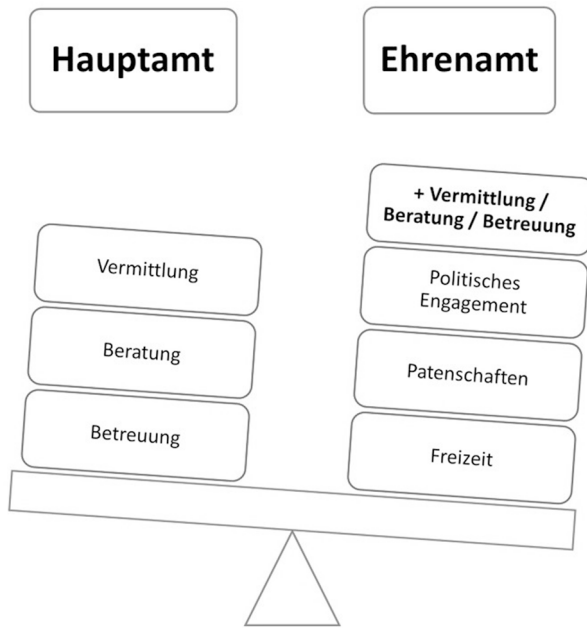 Hauptamt
Ehrenamt
Vermittlung
Beratung
Betreuung
+ Vermittlung /
Beratung / Betreuung
Politisches
Engagement
Patenschaften
Freizeit